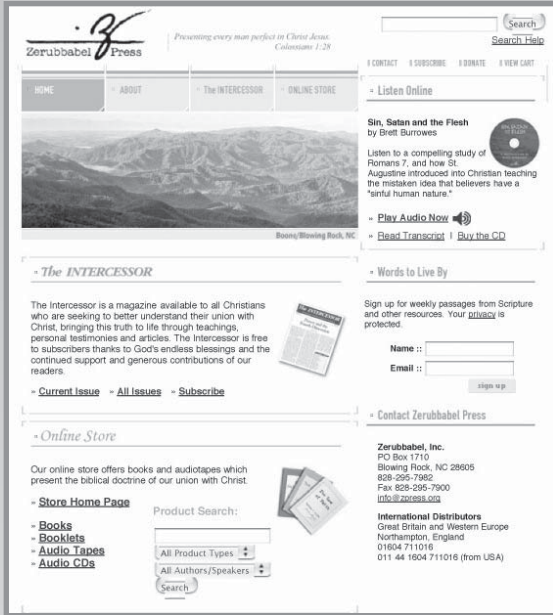 Zerubbabel Press
Presenting every man perfect in Christ Jesus.
Colossians 1:28
Search
Search Help
CONTACT SUBSCRIBE DONATE VIEW CART
HOME ABOUT The INTERCESSOR ONLINE STORE
Boone/Blowing Rock, NC
Listen Online
Sin, Satan and the Flesh
by Brett Burrowes
Listen to a compelling study of
Romans 7, and how St.
Augustine introduced into Christian teaching
the mistaken idea that believers have a
"sinful human nature."
» Play Audio Now
» Read Transcript | Buy the CD
The INTERCESSOR
The Intercessor is a magazine available to all Christians
who are seeking to better understand their union with
Christ, bringing this truth to life through teachings,
personal testimonies and articles. The Intercessor is free
to subscribers thanks to God's endless blessings and the
continued support and generous contributions of our
readers.
» Current Issue » All Issues » Subscribe
Words to Live By
Sign up for weekly passages from Scripture
and other resources. Your privacy is
protected.
Name ::
Email ::
sign up
Online Store
Our online store offers books and audiotapes which
present the biblical doctrine of our union with Christ.
» Store Home Page
» Books
» Booklets
» Audio Tapes
» Audio CDs
Product Search:
All Product Types
All Authors/Speakers
Search
Contact Zerubbabel Press
Zerubbabel, Inc.
PO Box 1710
Blowing Rock, NC 28605
828-295-7982
Fax 828-295-7900
info@zpress.org
International Distributors
Great Britain and Western Europe
Northampton, England
01604 711016
011 44 1604 711016 (from USA)